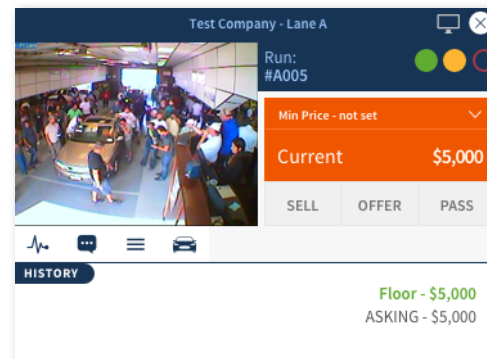 Test Company - Lane A
Run:
#A005
Min Price - not set
Current $5,000
SELL OFFER PASS
HISTORY
Floor - $5,000
ASKING - $5,000